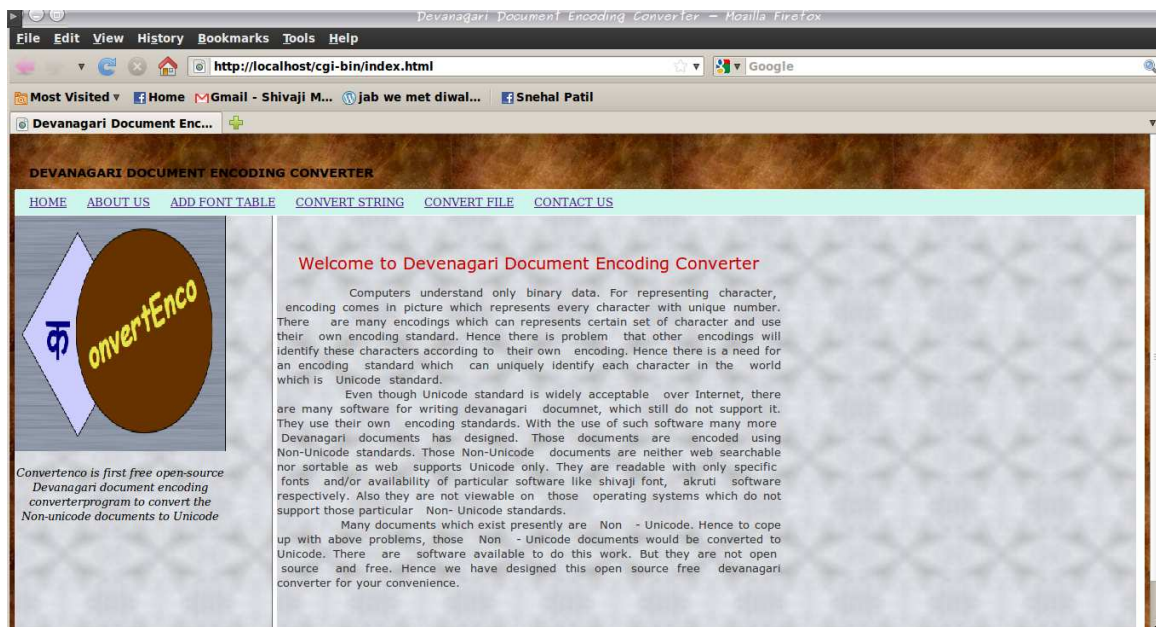 Devanagari Document Encoding Converter – Mozilla Firefox
File Edit View History Bookmarks Tools Help
http://localhost/cgi-bin/index.html
Google
Most Visited Home Gmail - Shivaji M... jab we met diwal... Snehal Patil
Devanagari Document Enc...
DEVANAGARI DOCUMENT ENCODING CONVERTER
HOME ABOUT US ADD FONT TABLE CONVERT STRING CONVERT FILE CONTACT US
क onvertEnco
Convertenco is first free open-source
Devanagari document encoding
converterprogram to convert the
Non-unicode documents to Unicode
Welcome to Devenagari Document Encoding Converter
Computers understand only binary data. For representing character,
encoding comes in picture which represents every character with unique number.
There are many encodings which can represents certain set of character and use
their own encoding standard. Hence there is problem that other encodings will
identify these characters according to their own encoding. Hence there is a need for
an encoding standard which can uniquely identify each character in the world
which is Unicode standard.
Even though Unicode standard is widely acceptable over Internet, there
are many software for writing devanagari documnet, which still do not support it.
They use their own encoding standards. With the use of such software many more
Devanagari documents has designed. Those documents are encoded using
Non-Unicode standards. Those Non-Unicode documents are neither web searchable
nor sortable as web supports Unicode only. They are readable with only specific
fonts and/or availability of particular software like shivaji font, akruti software
respectively. Also they are not viewable on those operating systems which do not
support those particular Non- Unicode standards.
Many documents which exist presently are Non - Unicode. Hence to cope
up with above problems, those Non - Unicode documents would be converted to
Unicode. There are software available to do this work. But they are not open
source and free. Hence we have designed this open source free devanagari
converter for your convenience.